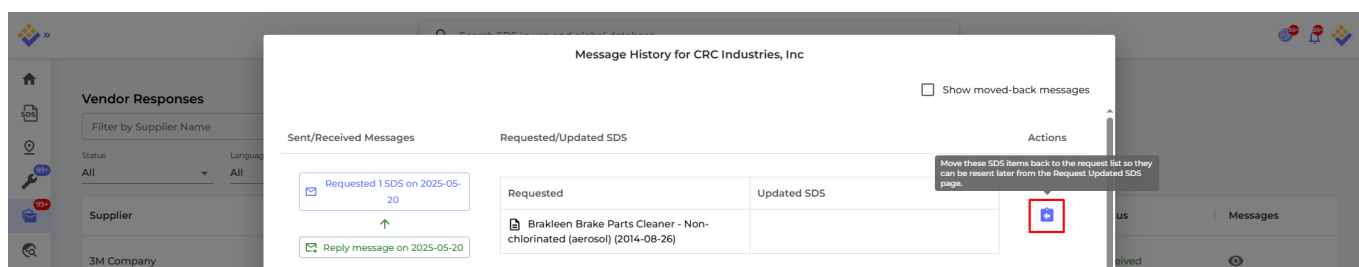 »
Search SDS in use and global database
99+
99+
Message History for CRC Industries, Inc
Show moved-back messages
SDS
Vendor Responses
Filter by Supplier Name
Sent/Received Messages
Requested/Updated SDS
Actions
Status
Language
All
All
99+
Move these SDS items back to the request list so they
can be resent later from the Request Updated SDS
page.
Requested 1 SDS on 2025-05-
20
Requested
Updated SDS
99+
Supplier
tus
Messages
Brakleen Brake Parts Cleaner - Non-
chlorinated (aerosol) (2014-08-26)
Reply message on 2025-05-20
3M Company
eived